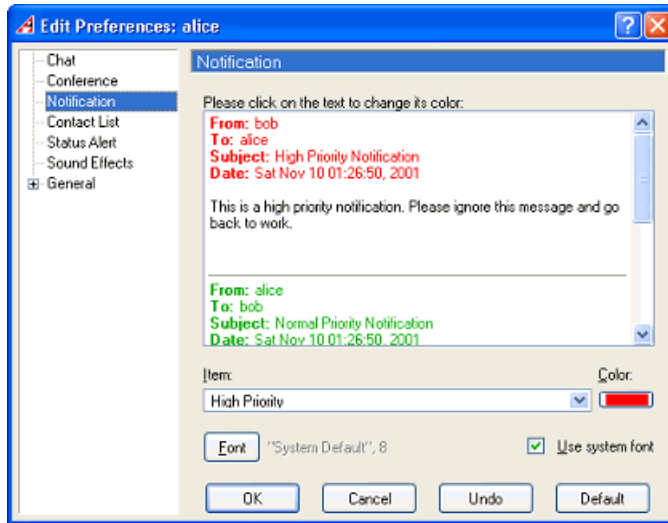 Edit Preferences: alice
Chat
Conference
Notification
Contact List
Status Alert
Sound Effects
General
Notification
Please click on the text to change its color:
From: bob
To: alice
Subject: High Priority Notification
Date: Sat Nov 10 01:26:50, 2001
This is a high priority notification. Please ignore this message and go
back to work.
From: alice
To: bob
Subject: Normal Priority Notification
Date: Sat Nov 10 01:26:50, 2001
Item:
Color:
High Priority
Font "System Default", 8
Use system font
OK Cancel Undo Default